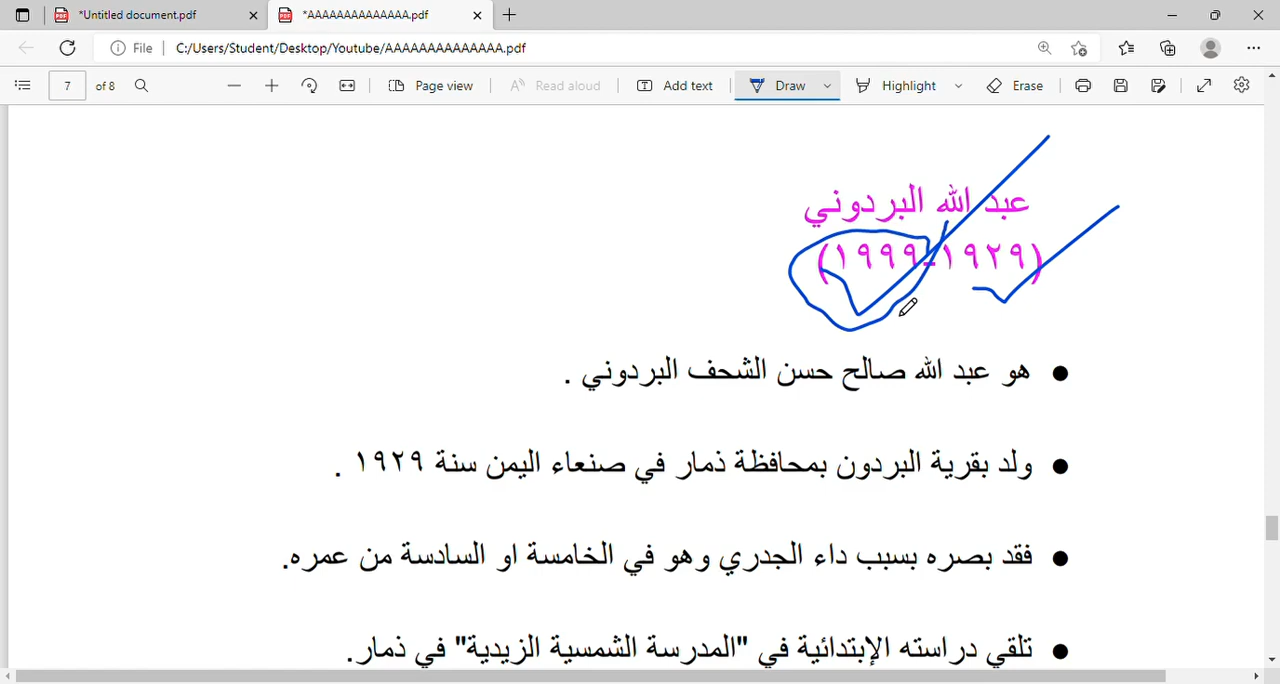 *Untitled document.pdf
*AAAAAAAAAAAAAA.pdf
File
C:/Users/Student/Desktop/Youtube/AAAAAAAAAAAAAA.pdf
7 of 8
Page view
Read aloud
Add text
Draw
Highlight
Erase
عبد الله البردوني
(١٩٢٩-١٩٩٩)
● هو عبد الله صالح حسن الشحف البردوني .
● ولد بقرية البردون بمحافظة ذمار في صنعاء اليمن سنة ١٩٢٩ .
● فقد بصره بسبب داء الجدري وهو في الخامسة او السادسة من عمره.
● تلقي دراسته الإبتدائية في "المدرسة الشمسية الزيدية" في ذمار.